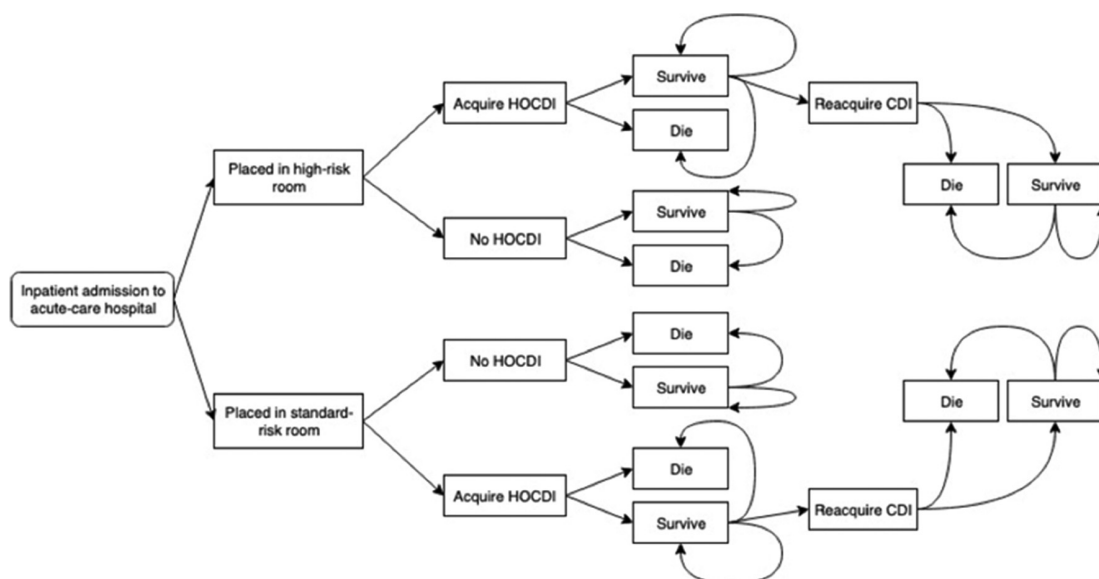 Survive
Acquire HOCDI
Reacquire CDI
Die
Placed in high-risk
room
Die
Survive
Survive
No HOCDI
Die
Inpatient admission to
acute-care hospital
Die
No HOCDI
Survive
Die
Survive
Placed in standard-
risk room
Die
Acquire HOCDI
Reacquire CDI
Survive